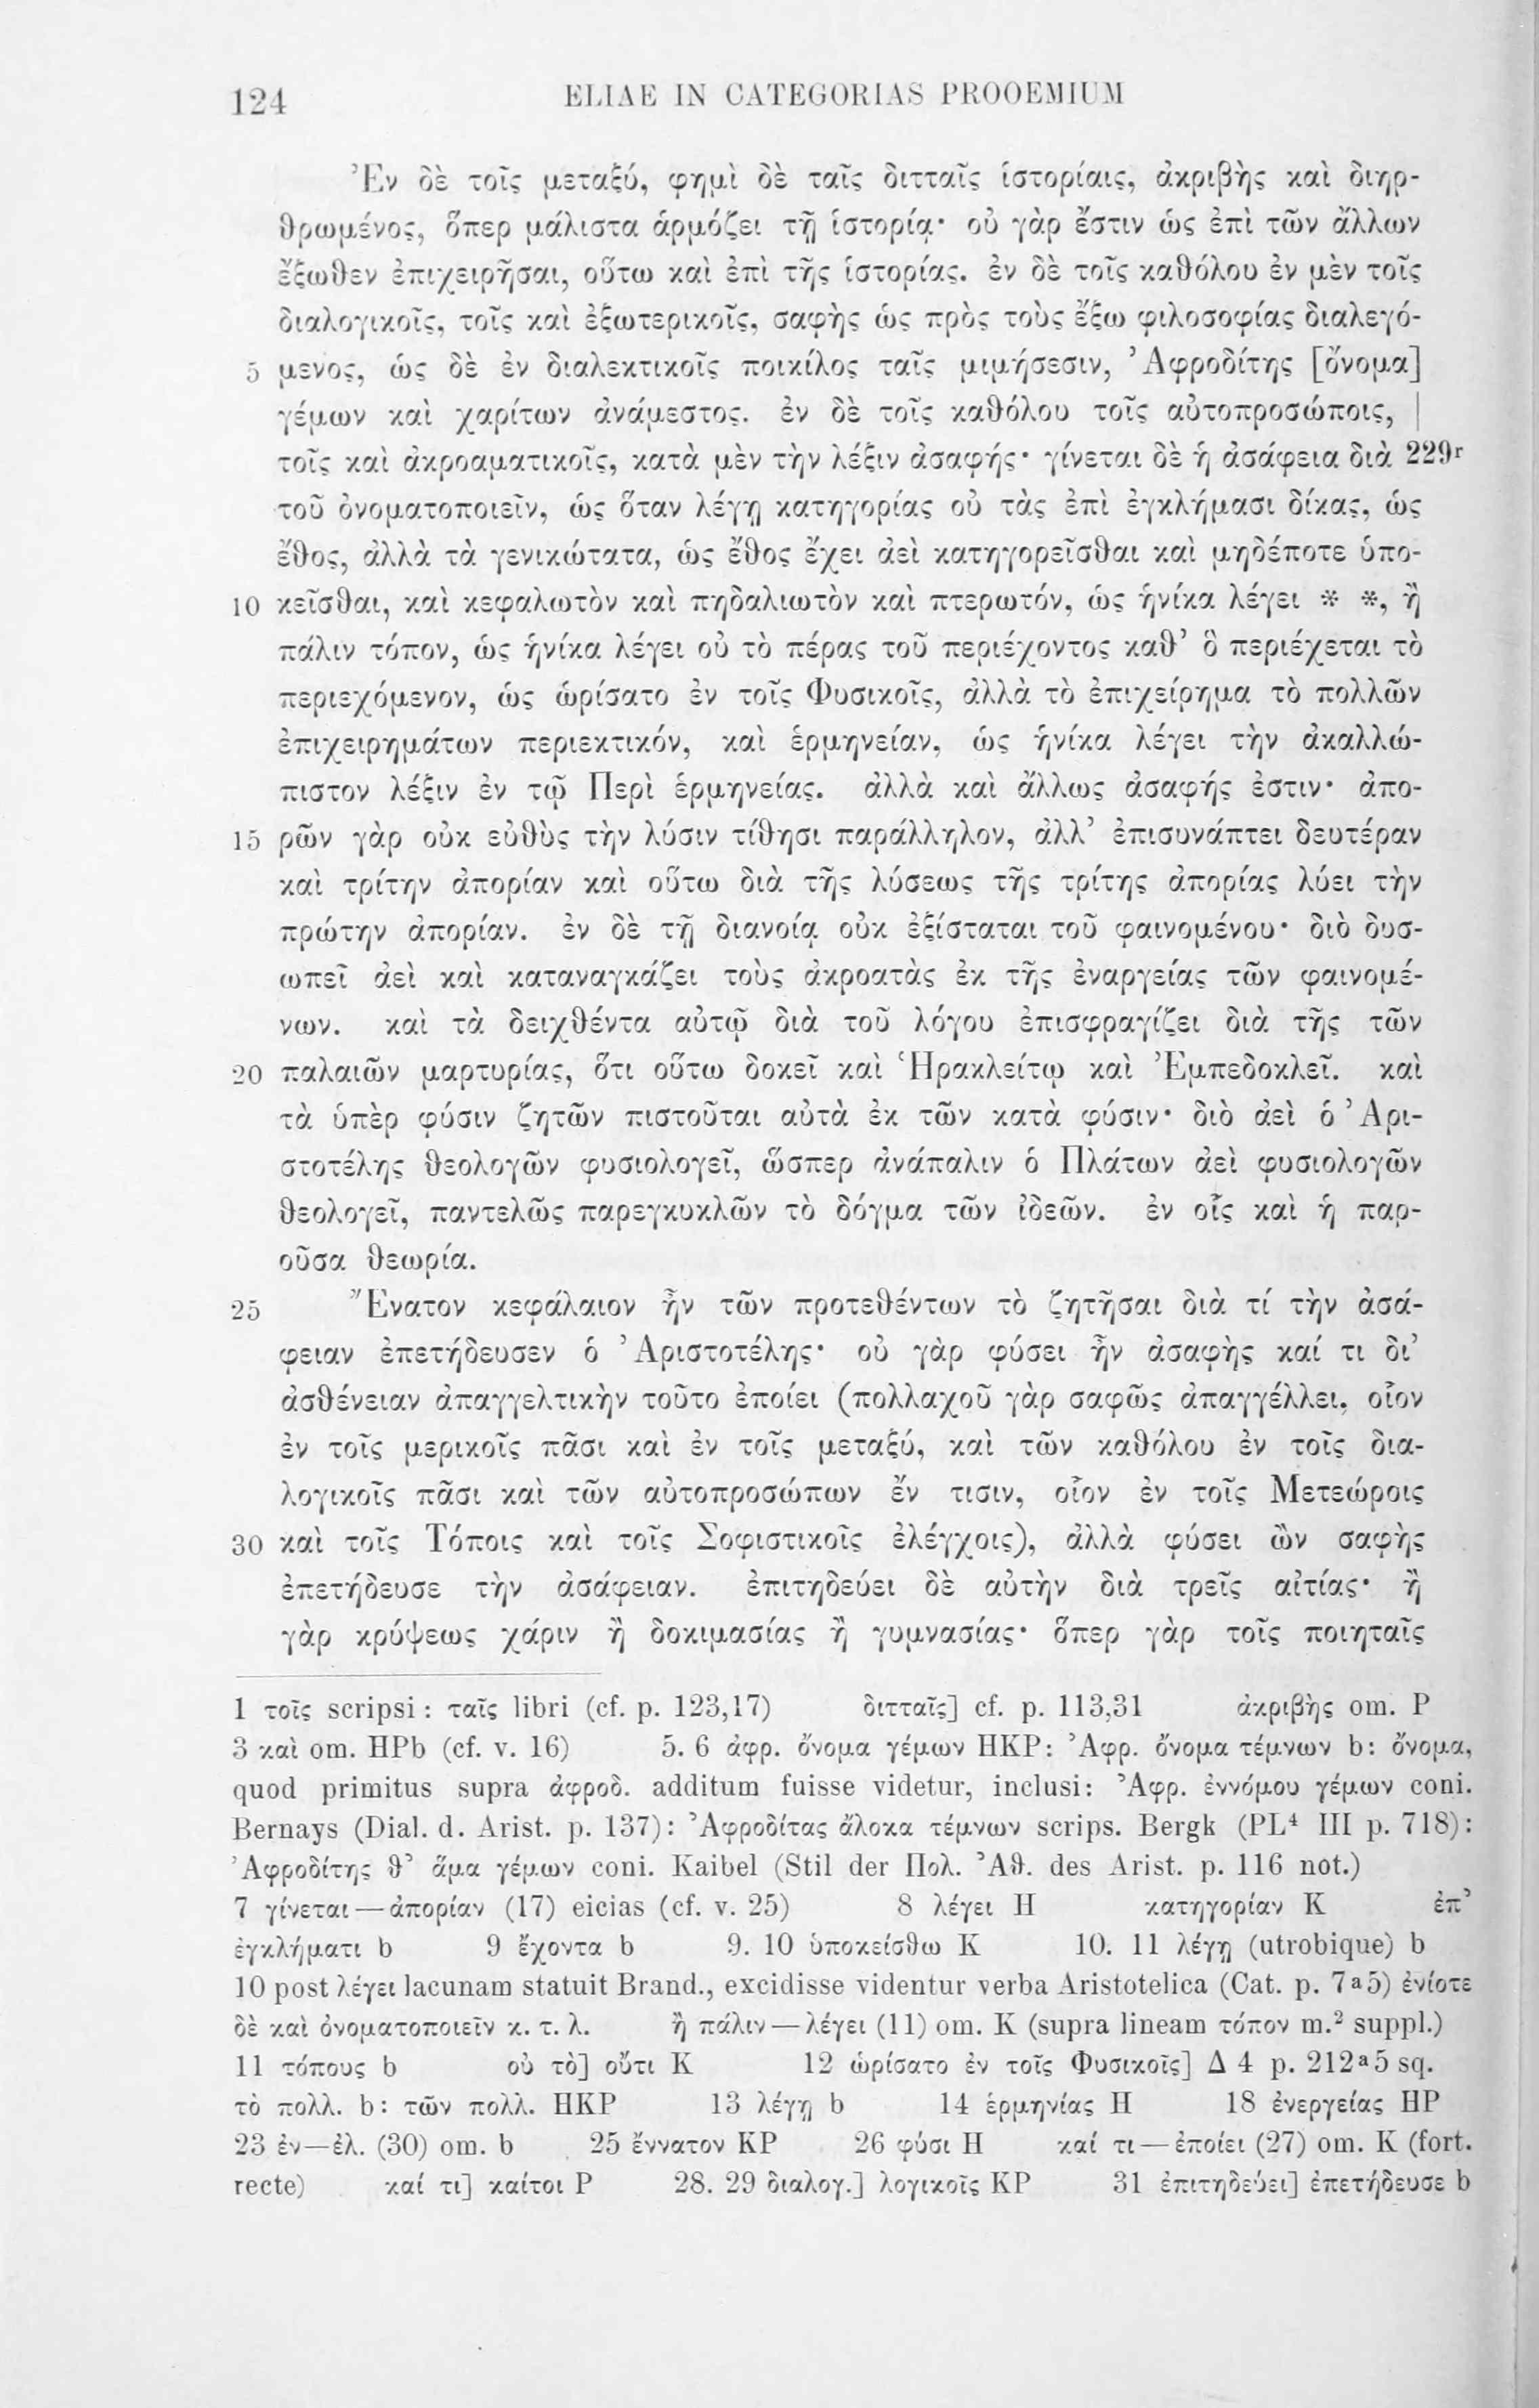 124 ELIAE IN CATEGORIAS PROOEMIUM
Ἐν δὲ τοῖς μεταξύ, φημὶ δὲ ταῖς διτταῖς ἱστορίαις, ἀκριβὴς καὶ διηρ-
θρωμένος, ὅπερ μάλιστα ἁρμόζει τῇ ἱστορίᾳ· οὐ γὰρ ἔστιν ὡς ἐπὶ τῶν ἄλλων
ἔξωθεν ἐπιχειρῆσαι, οὕτω καὶ ἐπὶ τῆς ἱστορίας. ἐν δὲ τοῖς καθόλου ἐν μὲν τοῖς
διαλογικοῖς, τοῖς καὶ ἐξωτερικοῖς, σαφὴς ὡς πρὸς τοὺς ἔξω φιλοσοφίας διαλεγό-
5 μενος, ὡς δὲ ἐν διαλεκτικοῖς ποικίλος ταῖς μιμήσεσιν, Ἀφροδίτης [ὄνομα]
γέμων καὶ χαρίτων ἀνάμεστος. ἐν δὲ τοῖς καθόλου τοῖς αὐτοπροσώποις, |
τοῖς καὶ ἀκροαματικοῖς, κατὰ μὲν τὴν λέξιν ἀσαφής· γίνεται δὲ ἡ ἀσάφεια διὰ 229r
τοῦ ὀνοματοποιεῖν, ὡς ὅταν λέγῃ κατηγορίας οὐ τὰς ἐπὶ ἐγκλήμασι δίκας, ὡς
ἔθος, ἀλλὰ τὰ γενικώτατα, ὡς ἔθος ἔχει ἀεὶ κατηγορεῖσθαι καὶ μηδέποτε ὑπο-
10 κεῖσθαι, καὶ κεφαλωτὸν καὶ πηδαλιωτὸν καὶ πτερωτόν, ὡς ἡνίκα λέγει * *, ἢ
πάλιν τόπον, ὡς ἡνίκα λέγει οὐ τὸ πέρας τοῦ περιέχοντος καθ’ ὃ περιέχεται τὸ
περιεχόμενον, ὡς ὡρίσατο ἐν τοῖς Φυσικοῖς, ἀλλὰ τὸ ἐπιχείρημα τὸ πολλῶν
ἐπιχειρημάτων περιεκτικόν, καὶ ἑρμηνείαν, ὡς ἡνίκα λέγει τὴν ἀκαλλώ-
πιστον λέξιν ἐν τῷ Περὶ ἑρμηνείας. ἀλλὰ καὶ ἄλλως ἀσαφής ἐστιν· ἀπο-
15 ρῶν γὰρ οὐκ εὐθὺς τὴν λύσιν τίθησι παράλληλον, ἀλλ’ ἐπισυνάπτει δευτέραν
καὶ τρίτην ἀπορίαν καὶ οὕτω διὰ τῆς λύσεως τῆς τρίτης ἀπορίας λύει τὴν
πρώτην ἀπορίαν. ἐν δὲ τῇ διανοίᾳ οὐκ ἐξίσταται τοῦ φαινομένου· διὸ δυσ-
ωπεῖ ἀεὶ καὶ καταναγκάζει τοὺς ἀκροατὰς ἐκ τῆς ἐναργείας τῶν φαινομέ-
νων. καὶ τὰ δειχθέντα αὐτῷ διὰ τοῦ λόγου ἐπισφραγίζει διὰ τῆς τῶν
20 παλαιῶν μαρτυρίας, ὅτι οὕτω δοκεῖ καὶ Ἡρακλείτῳ καὶ Ἐμπεδοκλεῖ. καὶ
τὰ ὑπὲρ φύσιν ζητῶν πιστοῦται αὐτὰ ἐκ τῶν κατὰ φύσιν· διὸ ἀεὶ ὁ Ἀρι-
στοτέλης θεολογῶν φυσιολογεῖ, ὥσπερ ἀνάπαλιν ὁ Πλάτων ἀεὶ φυσιολογῶν
θεολογεῖ, παντελῶς παρεγκυκλῶν τὸ δόγμα τῶν ἰδεῶν. ἐν οἷς καὶ ἡ παρ-
οῦσα θεωρία.
25 Ἔνατον κεφάλαιον ἦν τῶν προτεθέντων τὸ ζητῆσαι διὰ τί τὴν ἀσά-
φειαν ἐπετήδευσεν ὁ Ἀριστοτέλης· οὐ γὰρ φύσει ἦν ἀσαφὴς καί τι δι’
ἀσθένειαν ἀπαγγελτικὴν τοῦτο ἐποίει (πολλαχοῦ γὰρ σαφῶς ἀπαγγέλλει, οἷον
ἐν τοῖς μερικοῖς πᾶσι καὶ ἐν τοῖς μεταξύ, καὶ τῶν καθόλου ἐν τοῖς δια-
λογικοῖς πᾶσι καὶ τῶν αὐτοπροσώπων ἔν τισιν, οἷον ἐν τοῖς Μετεώροις
30 καὶ τοῖς Τόποις καὶ τοῖς Σοφιστικοῖς ἐλέγχοις), ἀλλὰ φύσει ὢν σαφὴς
ἐπετήδευσε τὴν ἀσάφειαν. ἐπιτηδεύει δὲ αὐτὴν διὰ τρεῖς αἰτίας· ἢ
γὰρ κρύψεως χάριν ἢ δοκιμασίας ἢ γυμνασίας· ὅπερ γὰρ τοῖς ποιηταῖς
1 τοῖς scripsi : ταῖς libri (cf. p. 123,17) διτταῖς] cf. p. 113,31 ἀκριβὴς om. P
3 καὶ om. HPb (cf. v. 16) 5. 6 ἀφρ. ὄνομα γέμων HKP: Ἀφρ. ὄνομα τέμνων b: ὄνομα,
quod primitus supra ἀφροδ. additum fuisse videtur, inclusi: Ἀφρ. ἐννόμου γέμων coni.
Bernays (Dial. d. Arist. p. 137): Ἀφροδίτας ἄλοκα τέμνων scrips. Bergk (PL⁴ III p. 718):
Ἀφροδίτης θ’ ἅμα γέμων coni. Kaibel (Stil der Πολ. Ἀθ. des Arist. p. 116 not.)
7 γίνεται — ἀπορίαν (17) eicias (cf. v. 25) 8 λέγει H κατηγορίαν K ἐπ’
ἐγκλήματι b 9 ἔχοντα b 9. 10 ὑποκείσθω K 10. 11 λέγῃ (utrobique) b
10 post λέγει lacunam statuit Brand., excidisse videntur verba Aristotelica (Cat. p. 7ᵃ5) ἐνίοτε
δὲ καὶ ὀνοματοποιεῖν κ. τ. λ. ἢ πάλιν — λέγει (11) om. K (supra lineam τόπον m.² suppl.)
11 τόπους b οὐ τὸ] οὔτι K 12 ὡρίσατο ἐν τοῖς Φυσικοῖς] Δ 4 p. 212ᵃ5 sq.
τὸ πολλ. b: τῶν πολλ. HKP 13 λέγῃ b 14 ἑρμηνίας H 18 ἐνεργείας HP
23 ἐν—ἐλ. (30) om. b 25 ἔννατον KP 26 φύσι H καί τι — ἐποίει (27) om. K (fort.
recte) καί τι] καίτοι P 28. 29 διαλογ.] λογικοῖς KP 31 ἐπιτηδεύει] ἐπετήδευσε b